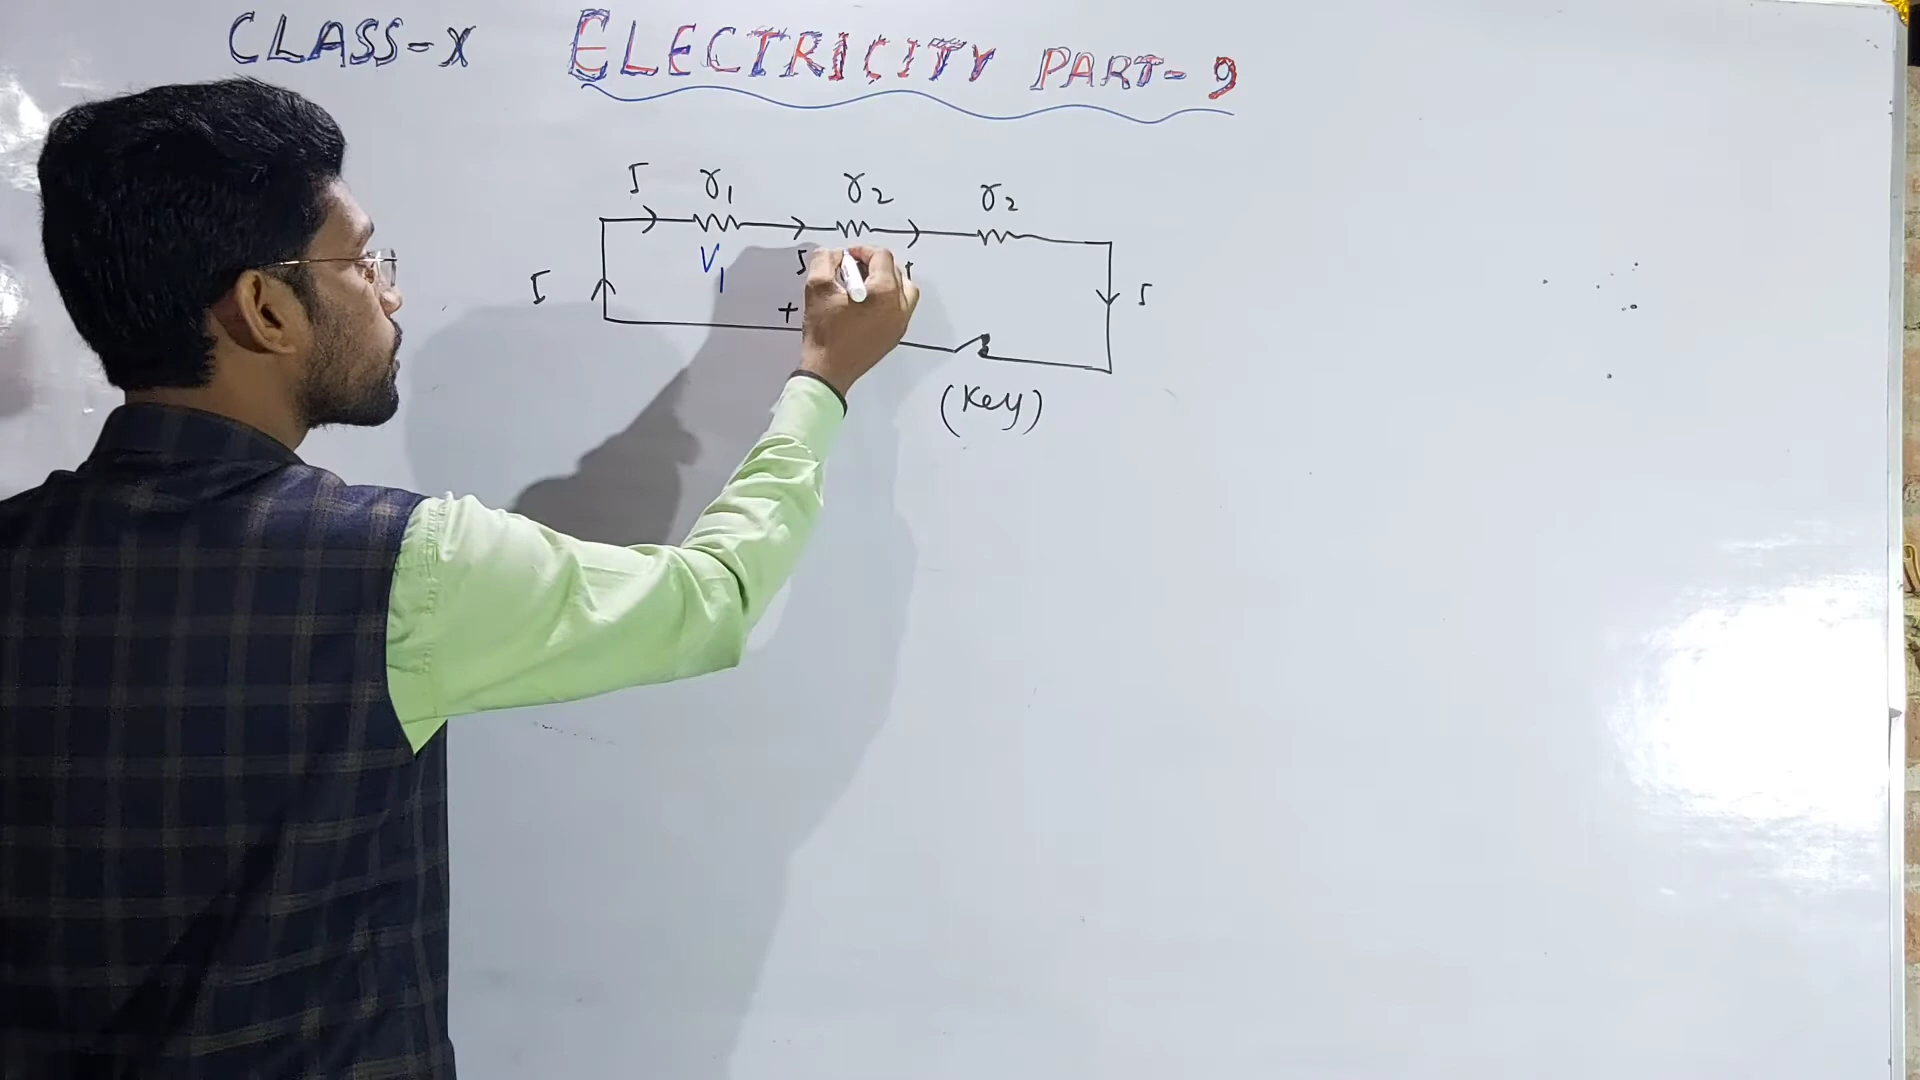 CLASS-X ELECTRICITY PART-9
I r1 r2 r2
V1 I
I + I
(Key)